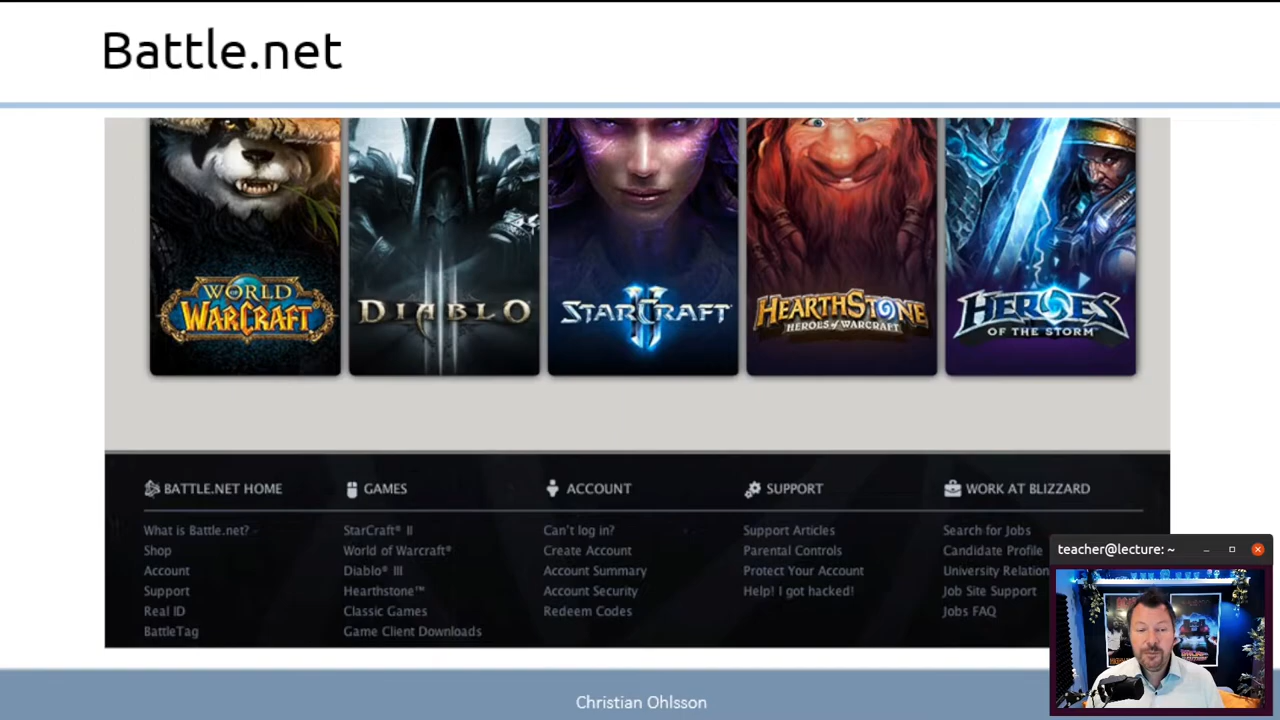 Battle.net
WORLD
OF
WARCRAFT
DIABLO
STARCRAFT
II
HEARTHSTONE
HEROES of WARCRAFT
HEROES
OF THE STORM
BATTLE.NET HOME
What is Battle.net?
Shop
Account
Support
Real ID
BattleTag
GAMES
StarCraft® II
World of Warcraft®
Diablo® III
Hearthstone™
Classic Games
Game Client Downloads
ACCOUNT
Can't log in?
Create Account
Account Summary
Account Security
Redeem Codes
SUPPORT
Support Articles
Parental Controls
Protect Your Account
Help! I got hacked!
WORK AT BLIZZARD
Search for Jobs
Candidate Profile
University Relation
Job Site Support
Jobs FAQ
teacher@lecture: ~
Christian Ohlsson